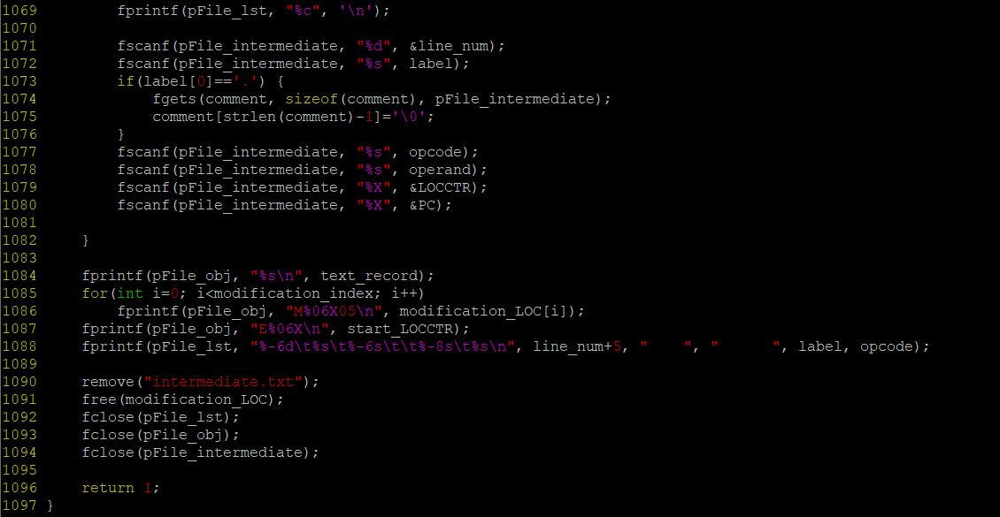 1069         fprintf(pFile_lst, "%c", '\n');
1070
1071         fscanf(pFile_intermediate, "%d", &line_num);
1072         fscanf(pFile_intermediate, "%s", label);
1073         if(label[0]=='.') {
1074             fgets(comment, sizeof(comment), pFile_intermediate);
1075             comment[strlen(comment)-1]='\0';
1076         }
1077         fscanf(pFile_intermediate, "%s", opcode);
1078         fscanf(pFile_intermediate, "%s", operand);
1079         fscanf(pFile_intermediate, "%X", &LOCCTR);
1080         fscanf(pFile_intermediate, "%X", &PC);
1081
1082     }
1083
1084     fprintf(pFile_obj, "%s\n", text_record);
1085     for(int i=0; i<modification_index; i++)
1086         fprintf(pFile_obj, "M%06X05\n", modification_LOC[i]);
1087     fprintf(pFile_obj, "E%06X\n", start_LOCCTR);
1088     fprintf(pFile_lst, "%-6d\t%s\t%-6s\t\t%-8s\t%s\n", line_num+5, "    ", "      ", label, opcode);
1089
1090     remove("intermediate.txt");
1091     free(modification_LOC);
1092     fclose(pFile_lst);
1093     fclose(pFile_obj);
1094     fclose(pFile_intermediate);
1095
1096     return 1;
1097 }